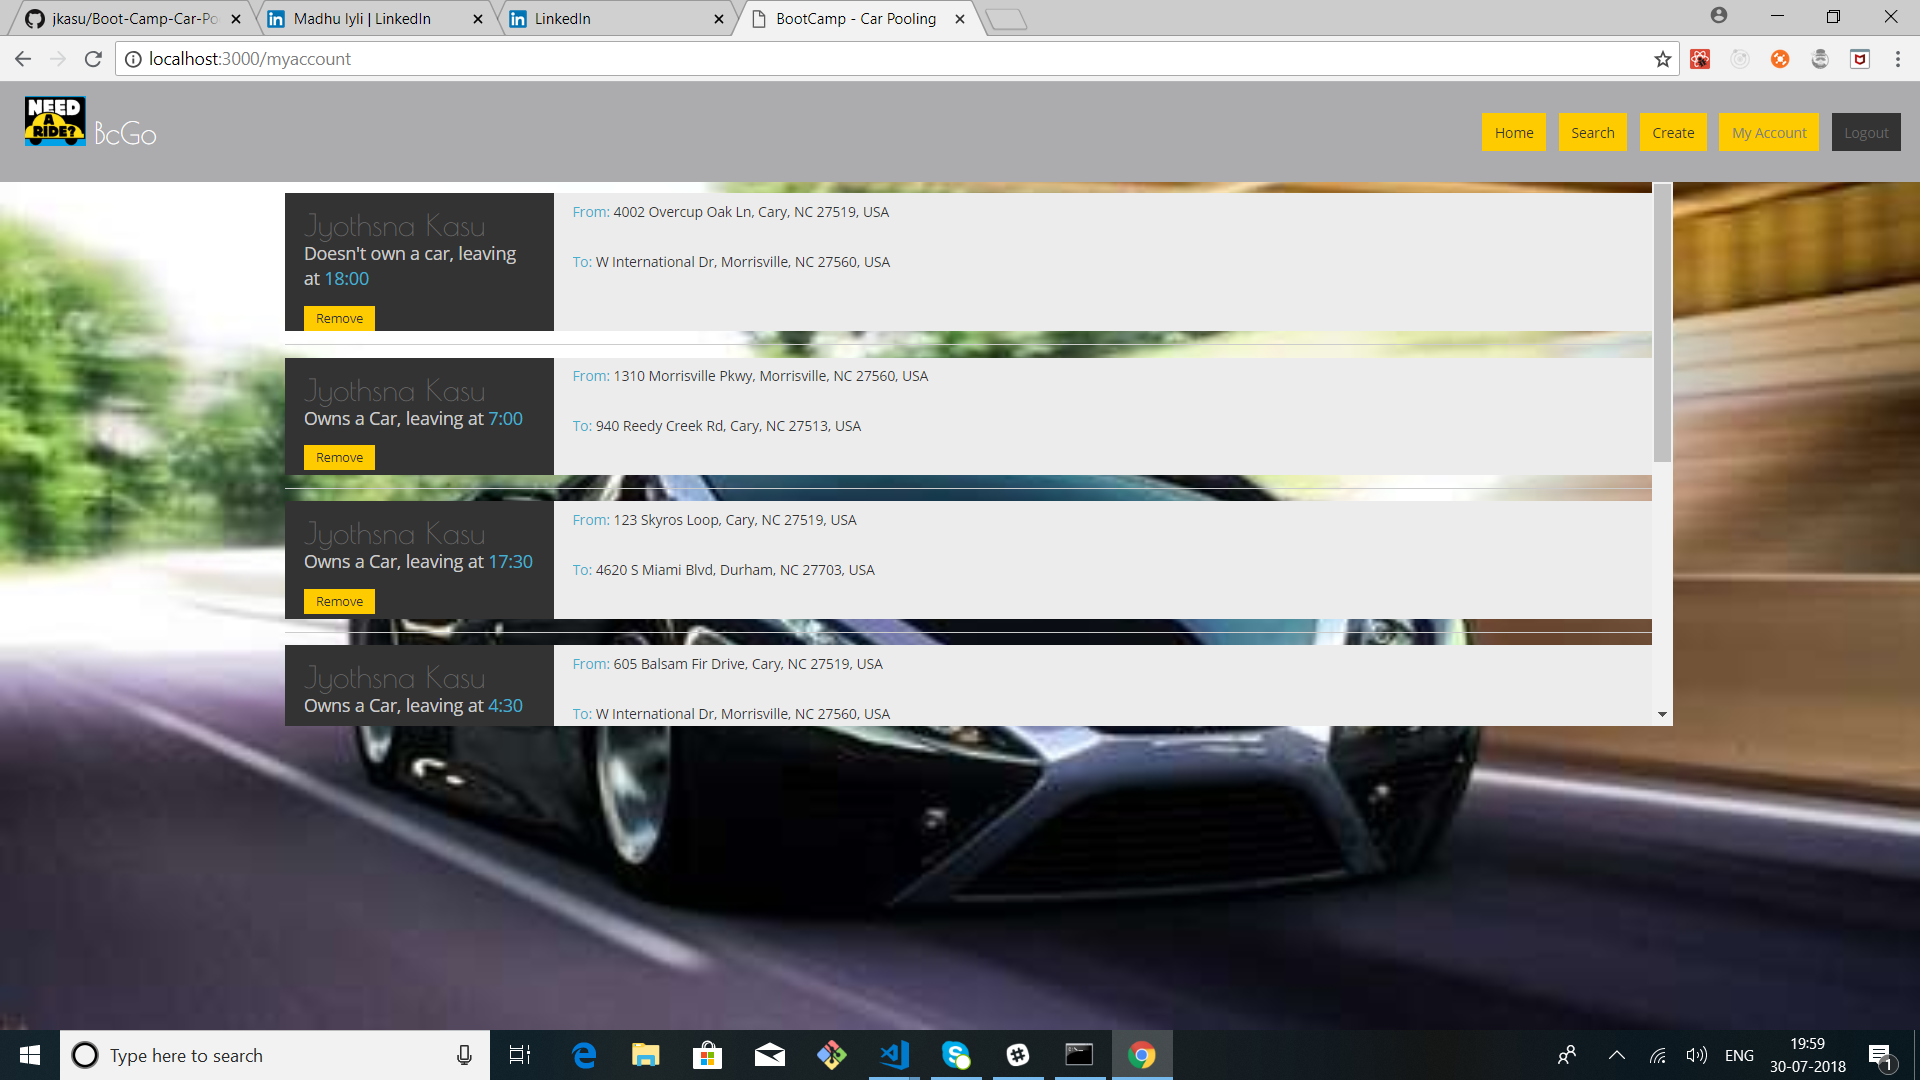 jkasu/Boot-Camp-Car-Po
Madhu Iyli | LinkedIn
LinkedIn
BootCamp - Car Pooling
localhost:3000/myaccount
NEED
A
RIDE?
BcGo
Home
Search
Create
My Account
Logout
Jyothsna Kasu
Doesn't own a car, leaving
at 18:00
Remove
From: 4002 Overcup Oak Ln, Cary, NC 27519, USA
To: W International Dr, Morrisville, NC 27560, USA
Jyothsna Kasu
Owns a Car, leaving at 7:00
Remove
From: 1310 Morrisville Pkwy, Morrisville, NC 27560, USA
To: 940 Reedy Creek Rd, Cary, NC 27513, USA
Jyothsna Kasu
Owns a Car, leaving at 17:30
Remove
From: 123 Skyros Loop, Cary, NC 27519, USA
To: 4620 S Miami Blvd, Durham, NC 27703, USA
Jyothsna Kasu
Owns a Car, leaving at 4:30
From: 605 Balsam Fir Drive, Cary, NC 27519, USA
To: W International Dr, Morrisville, NC 27560, USA
Type here to search
ENG
19:59
30-07-2018
1